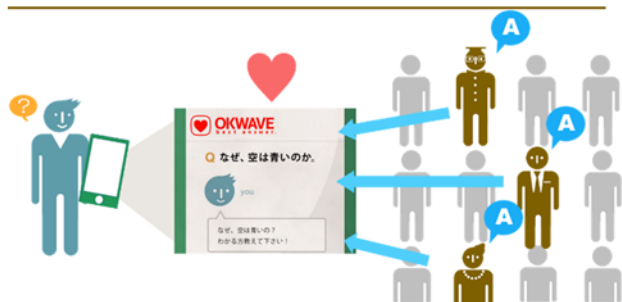 ?
OKWAVE
best answer.
Q なぜ、空は青いのか。
you
なぜ、空は青いの？
わかる方教えて下さい！
A
A
A